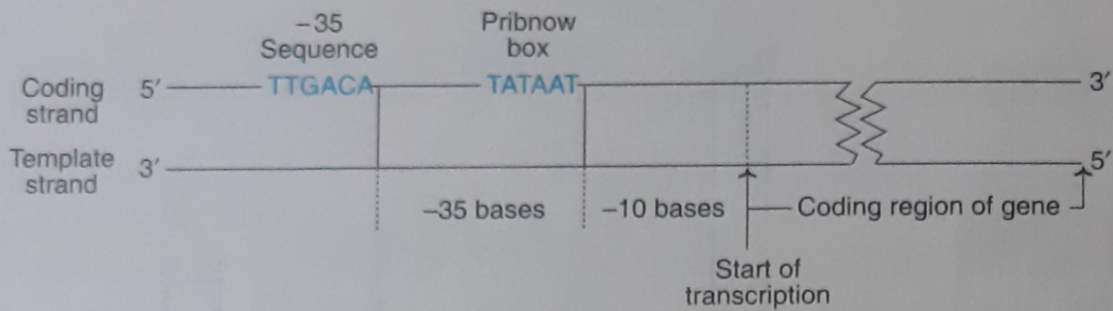 –35
Sequence
Pribnow
box
Coding
strand
5′
TTGACA
TATAAT
3′
Template
strand
3′
5′
–35 bases
–10 bases
Coding region of gene
Start of
transcription